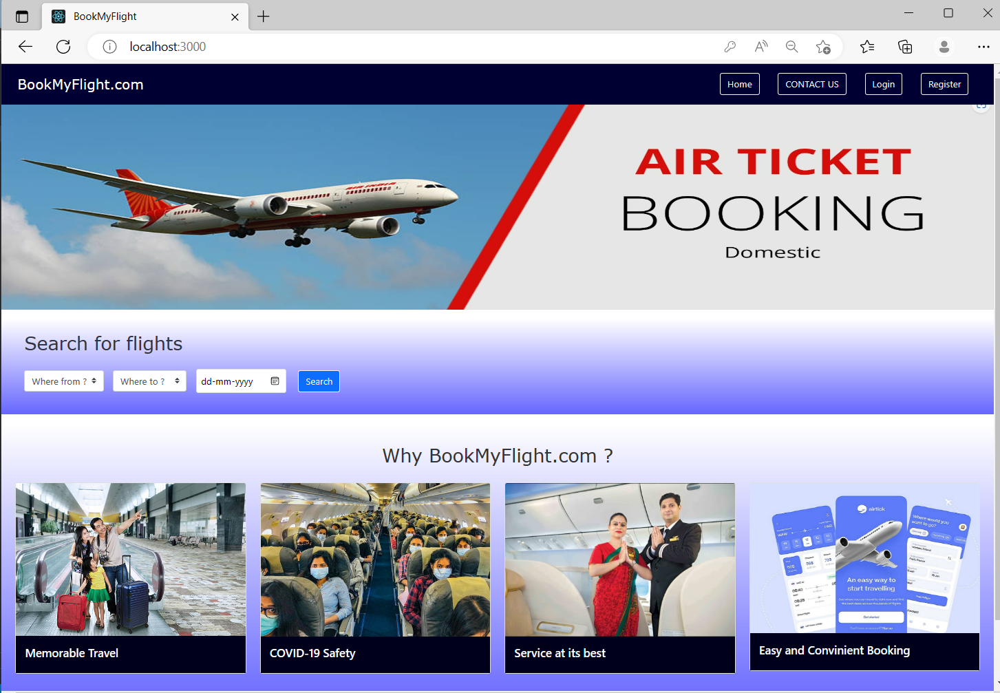 BookMyFlight
localhost:3000
BookMyFlight.com
Home
CONTACT US
Login
Register
AIR INDIA
AIR TICKET
BOOKING
Domestic
Search for flights
Where from ?
Where to ?
dd-mm-yyyy
Search
Why BookMyFlight.com ?
airtick
Where would you
want to go?
An easy way to
start travelling
Get started
Memorable Travel
COVID-19 Safety
Service at its best
Easy and Convinient Booking